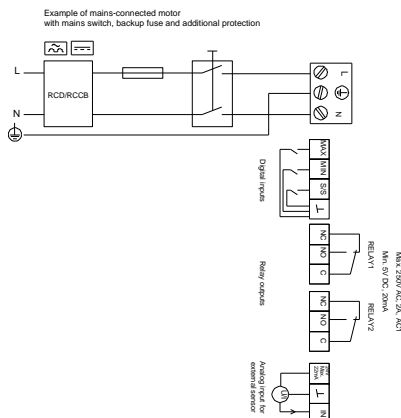 Example of mains-connected motor
with mains switch, backup fuse and additional protection
L
RCD/RCCB
N
L
N
MAX
MIN
S/S
Digital inputs
NC
NO
C
RELAY1
Relay outputs
NC
NO
C
RELAY2
Max. 250V AC, 2A, AC1
Min. 5V DC, 20mA
Max.
22mA
IN
U/I
Analog input for
external sensor